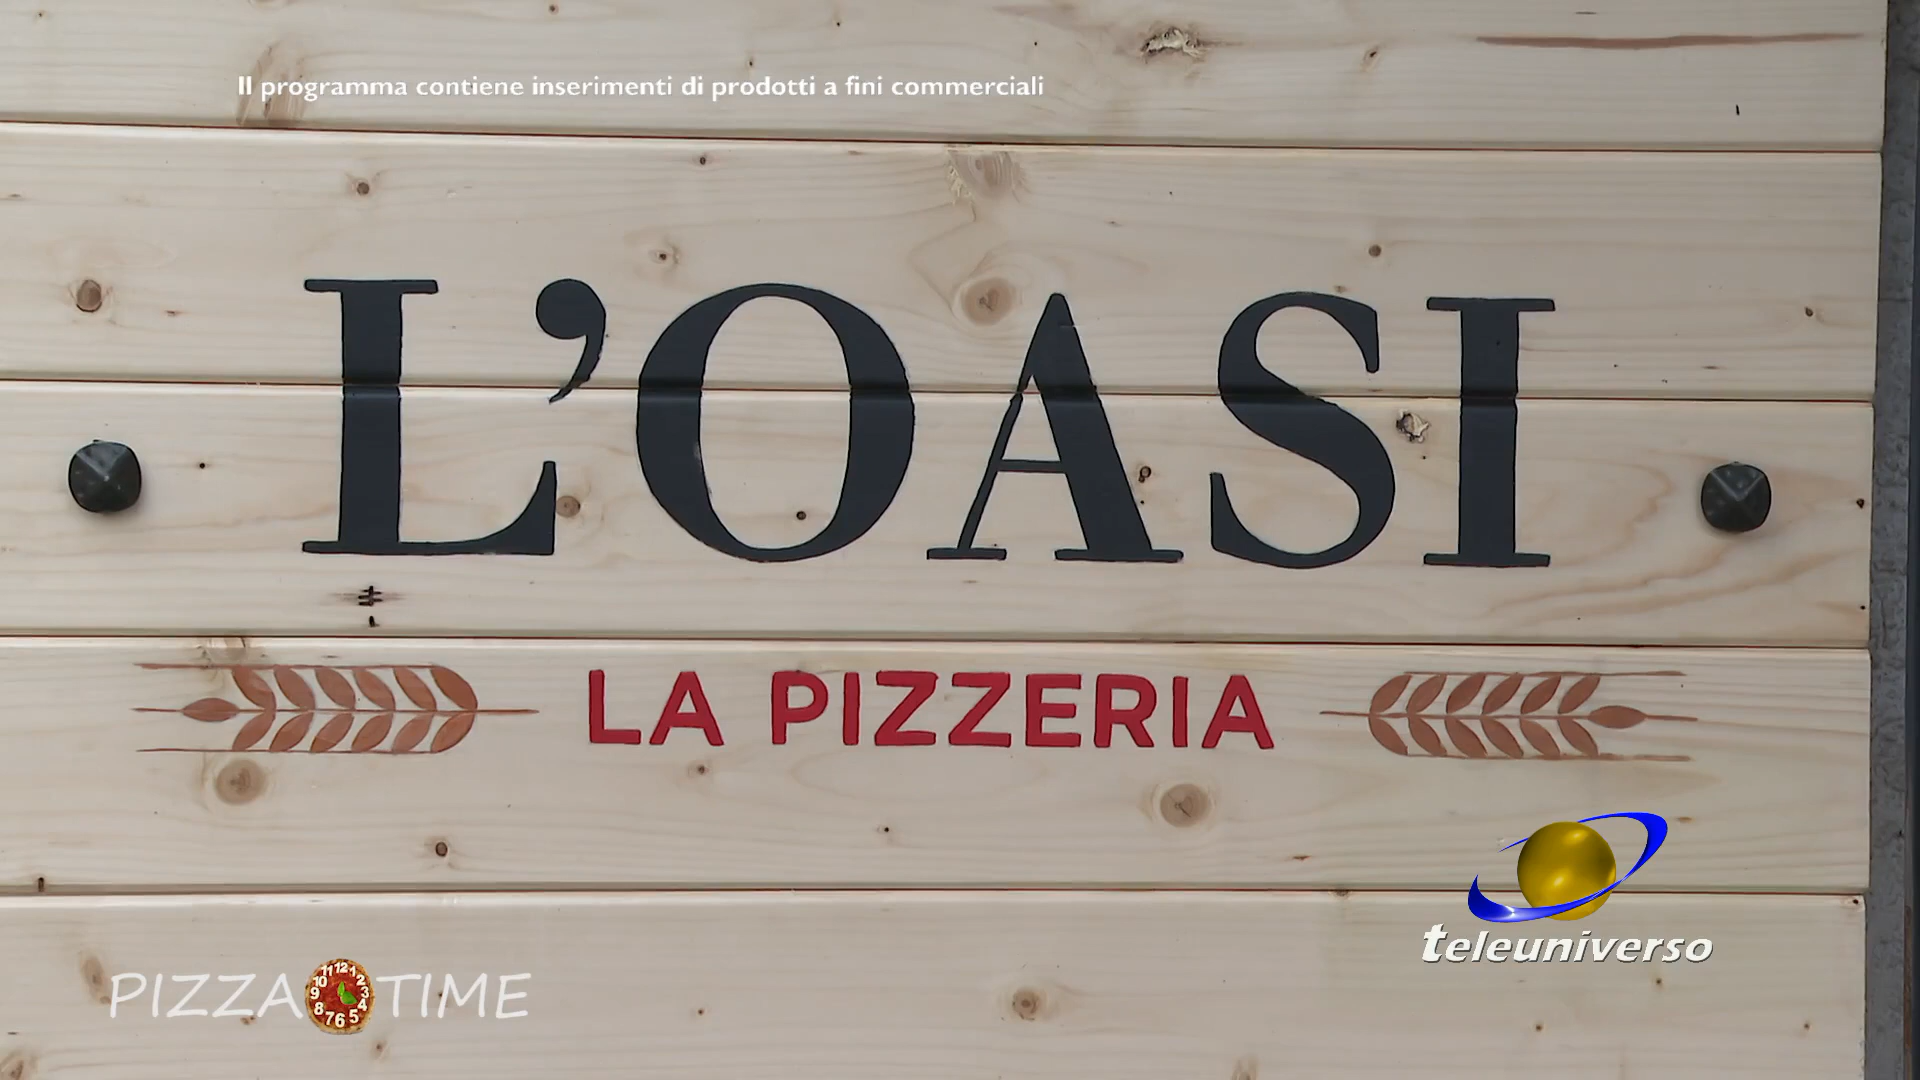 Il programma contiene inserimenti di prodotti a fini commerciali
L'OASI
LA PIZZERIA
teleuniverso
PIZZA TIME